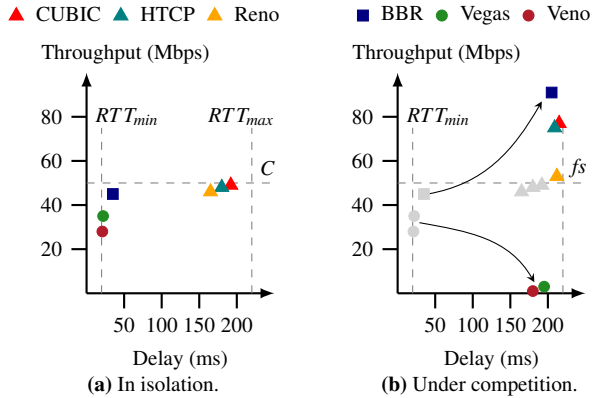 CUBIC HTCP Reno
BBR Vegas Veno
Throughput (Mbps)
RTTmin RTTmax
80
60
C
40
20
50 100 150 200
Delay (ms)
(a) In isolation.
Throughput (Mbps)
RTTmin
80
60
fs
40
20
50 100 150 200
Delay (ms)
(b) Under competition.